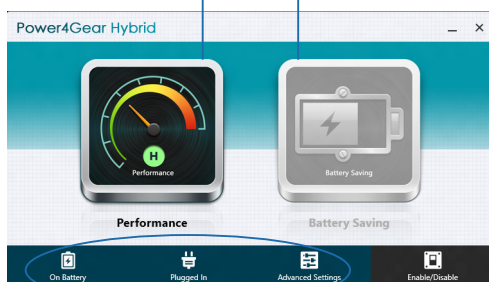 Power4Gear Hybrid
H
Performance
Battery Saving
Performance
Battery Saving
On Battery
Plugged In
Advanced Settings
Enable/Disable